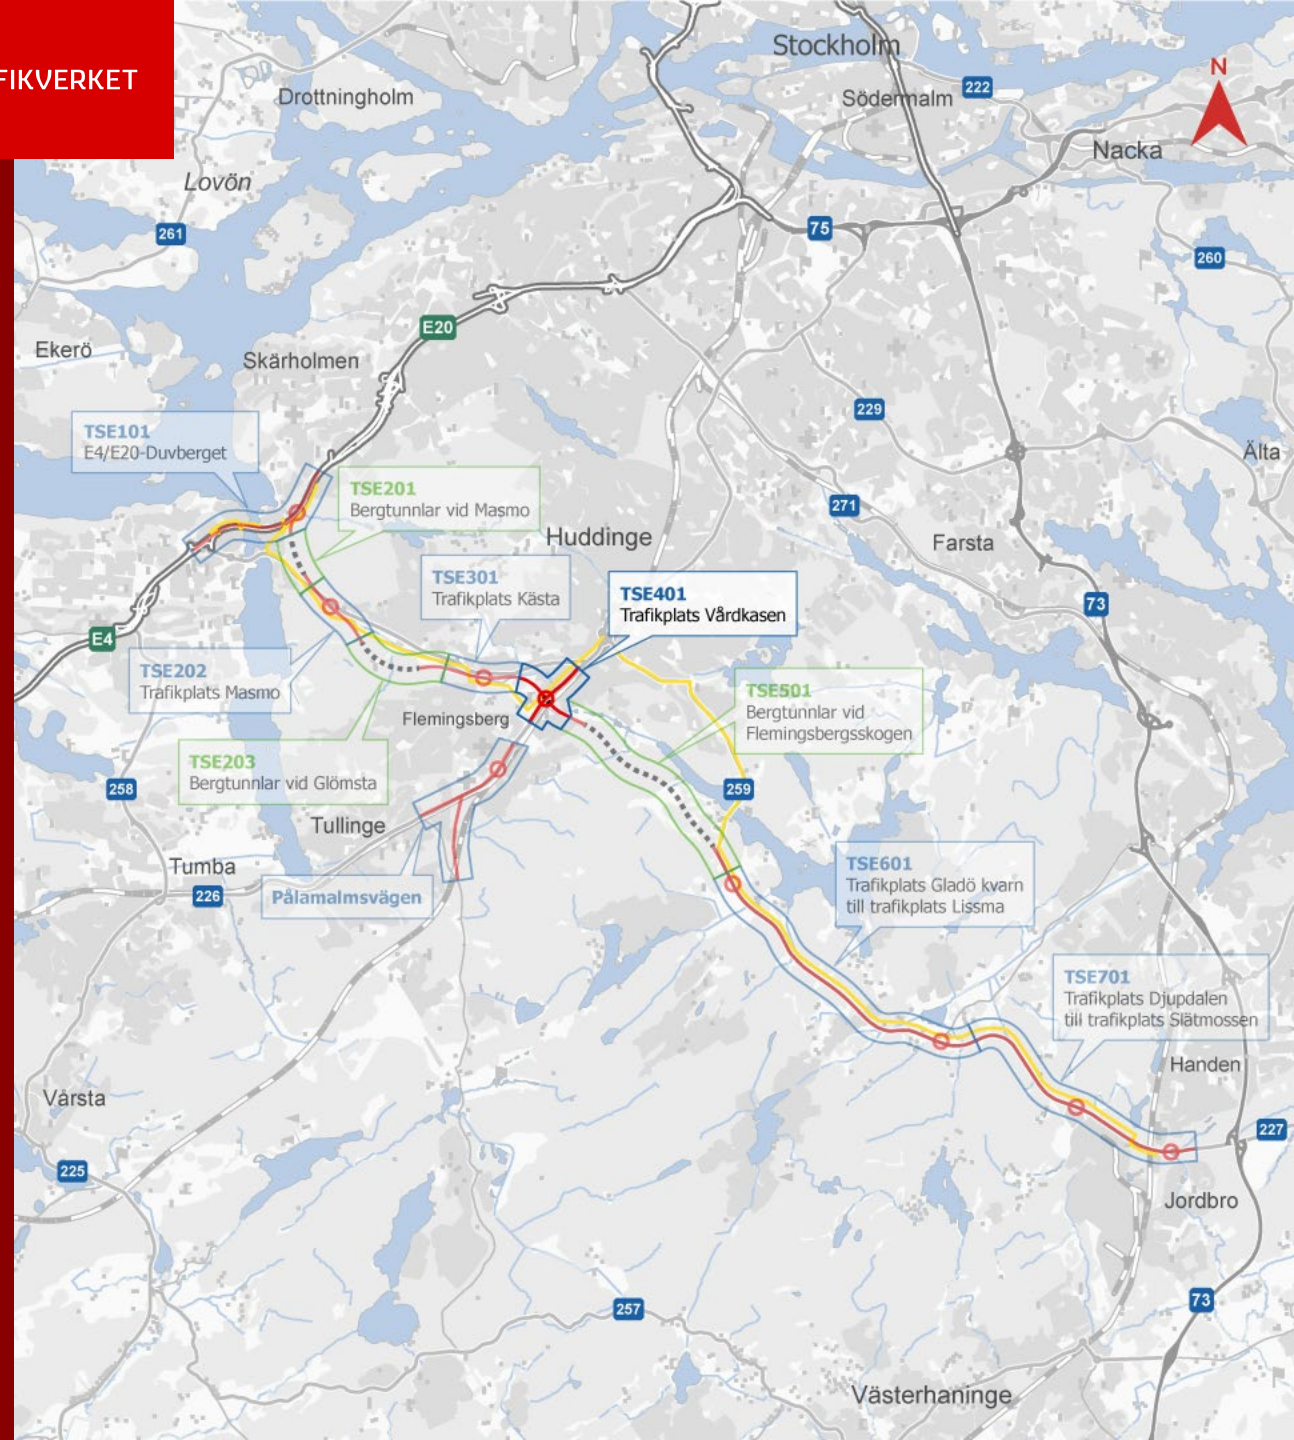 FIKVERKET
Stockholm
N
Drottningholm
Södermalm
222
Nacka
Lovön
261
75
260
E20
Ekerö
Skärholmen
229
TSE101
E4/E20-Duvberget
Älta
TSE201
Bergtunnlar vid Masmo
271
Huddinge
Farsta
TSE301
Trafikplats Kästa
TSE401
Trafikplats Vårdkasen
73
E4
TSE202
Trafikplats Masmo
TSE501
Bergtunnlar vid
Flemingsbergsskogen
Flemingsberg
TSE203
Bergtunnlar vid Glömsta
258
259
Tullinge
Tumba
226
Pålamalmsvägen
TSE601
Trafikplats Gladö kvarn
till trafikplats Lissma
TSE701
Trafikplats Djupdalen
till trafikplats Slätmossen
Handen
Vårsta
227
225
Jordbro
257
73
Västerhaninge